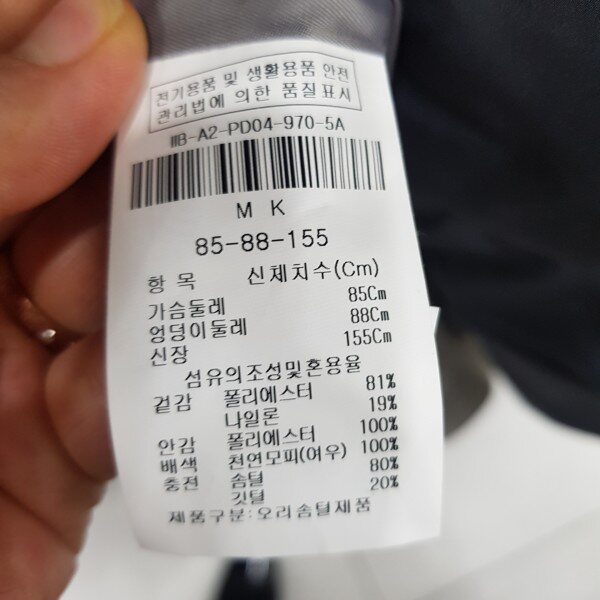 전기용품 및 생활용품 안전
관리법에 의한 품질표시
WB-A2-PD04-970-5A
M K
85-88-155
항 목 신체치수(Cm)
가슴둘레 85Cm
엉덩이둘레 88Cm
신장 155Cm
섬유의조성및혼용율
겉감 폴리에스터 81%
나일론 19%
안감 폴리에스터 100%
배색 천연모피(여우) 100%
충전 솜털 80%
깃털 20%
제품구분:오리솜털제품